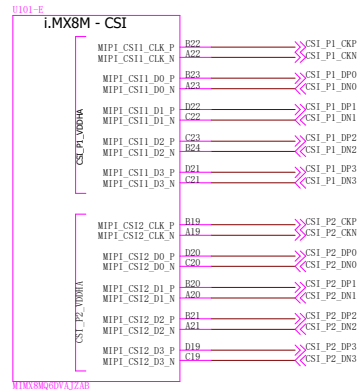 U101-E
i.MX8M - CSI
CSI_P1_VDDHA
MIPI_CSI1_CLK_P B22 CSI_P1_CKP
MIPI_CSI1_CLK_N A22 CSI_P1_CKN
MIPI_CSI1_D0_P B23 CSI_P1_DP0
MIPI_CSI1_D0_N A23 CSI_P1_DN0
MIPI_CSI1_D1_P D22 CSI_P1_DP1
MIPI_CSI1_D1_N C22 CSI_P1_DN1
MIPI_CSI1_D2_P C23 CSI_P1_DP2
MIPI_CSI1_D2_N B24 CSI_P1_DN2
MIPI_CSI1_D3_P D21 CSI_P1_DP3
MIPI_CSI1_D3_N C21 CSI_P1_DN3
CSI_P2_VDDHA
MIPI_CSI2_CLK_P B19 CSI_P2_CKP
MIPI_CSI2_CLK_N A19 CSI_P2_CKN
MIPI_CSI2_D0_P D20 CSI_P2_DP0
MIPI_CSI2_D0_N C20 CSI_P2_DN0
MIPI_CSI2_D1_P B20 CSI_P2_DP1
MIPI_CSI2_D1_N A20 CSI_P2_DN1
MIPI_CSI2_D2_P B21 CSI_P2_DP2
MIPI_CSI2_D2_N A21 CSI_P2_DN2
MIPI_CSI2_D3_P D19 CSI_P2_DP3
MIPI_CSI2_D3_N C19 CSI_P2_DN3
MIMX8MQ6DVAJZAB